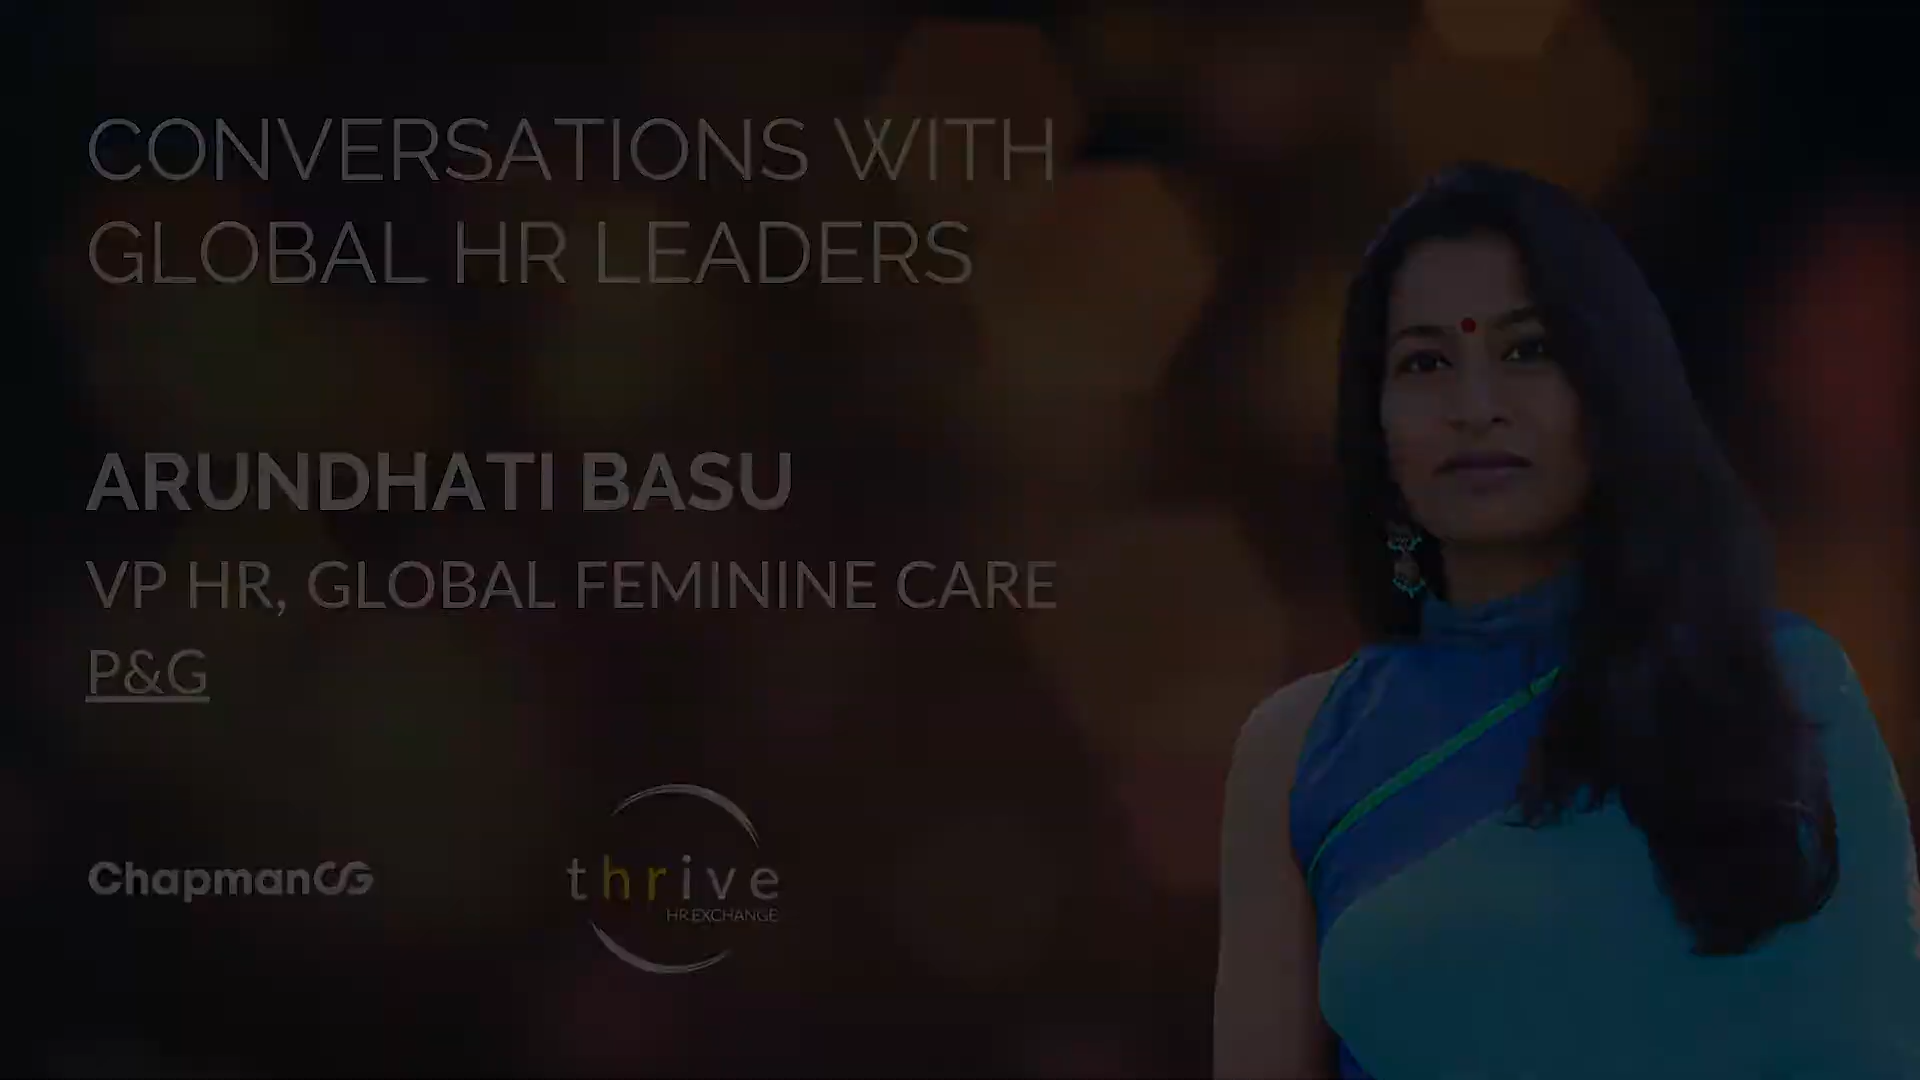 CONVERSATIONS WITH
GLOBAL HR LEADERS
ARUNDHATI BASU
VP HR, GLOBAL FEMININE CARE
P&G
ChapmanCG
thrive
HR EXCHANGE